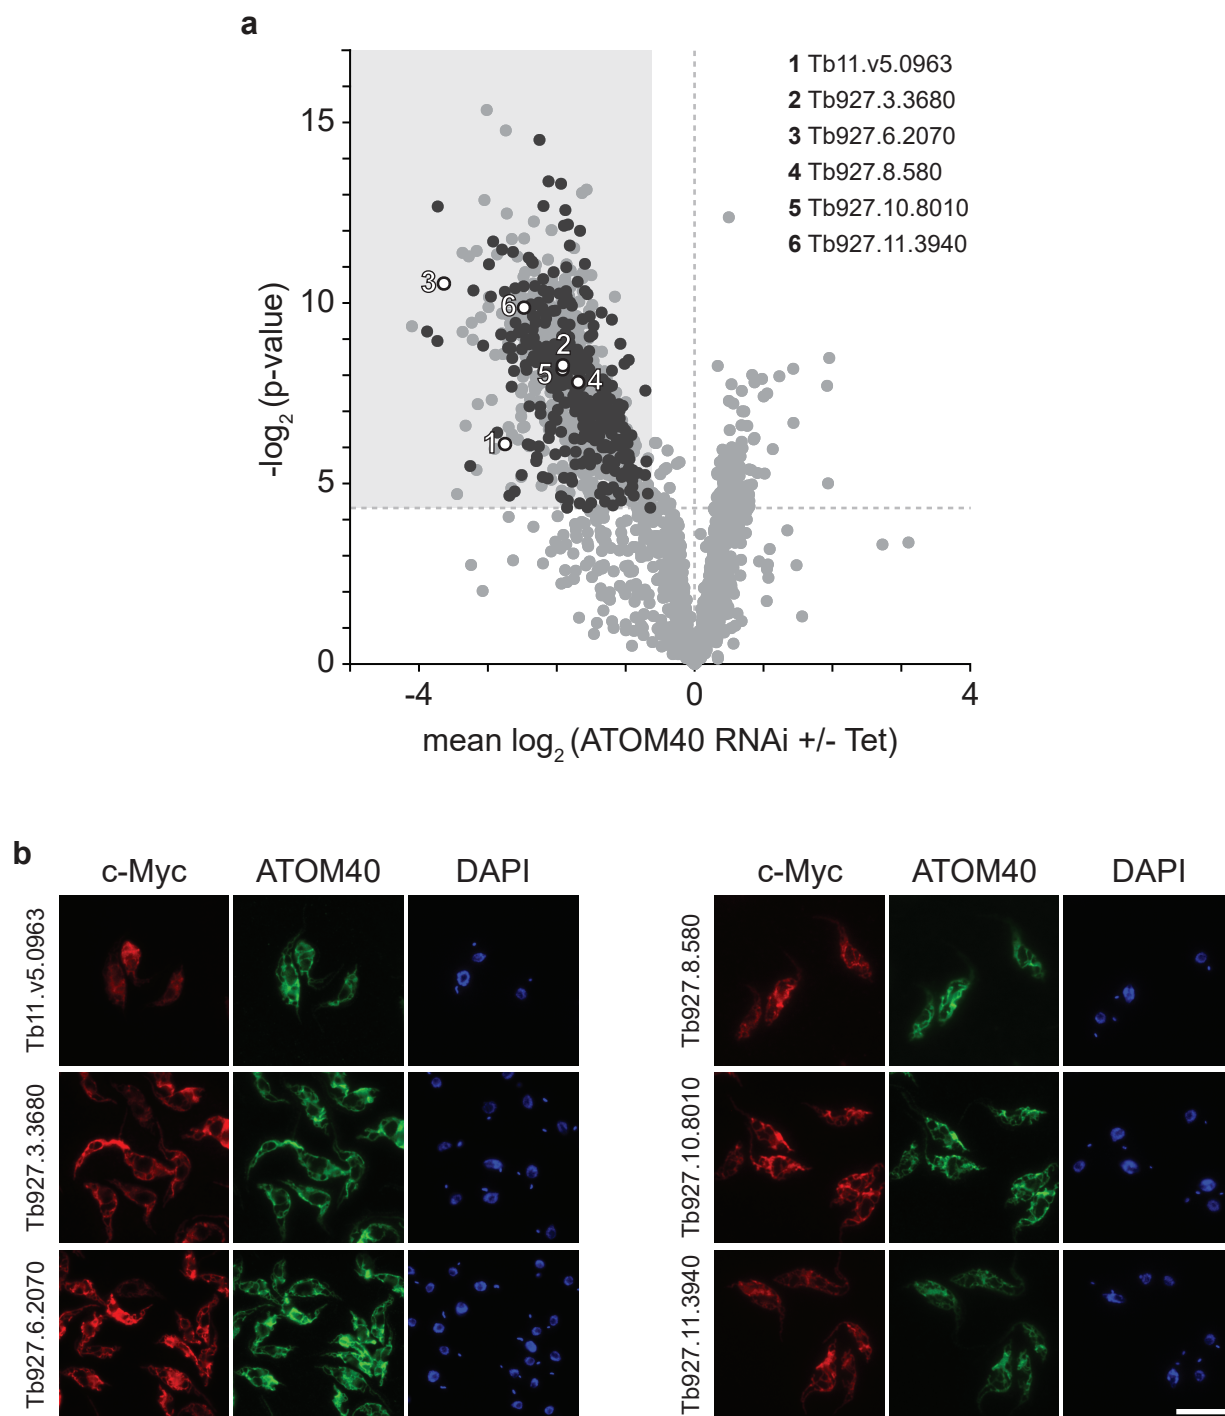 a
15
10
5
0
-log2 (p-value)
-4
0
4
mean log2 (ATOM40 RNAi +/- Tet)
1 Tb11.v5.0963
2 Tb927.3.3680
3 Tb927.6.2070
4 Tb927.8.580
5 Tb927.10.8010
6 Tb927.11.3940
3
6
2
5
4
1
b
c-Myc ATOM40 DAPI
Tb11.v5.0963
Tb927.3.3680
Tb927.6.2070
c-Myc ATOM40 DAPI
Tb927.8.580
Tb927.10.8010
Tb927.11.3940